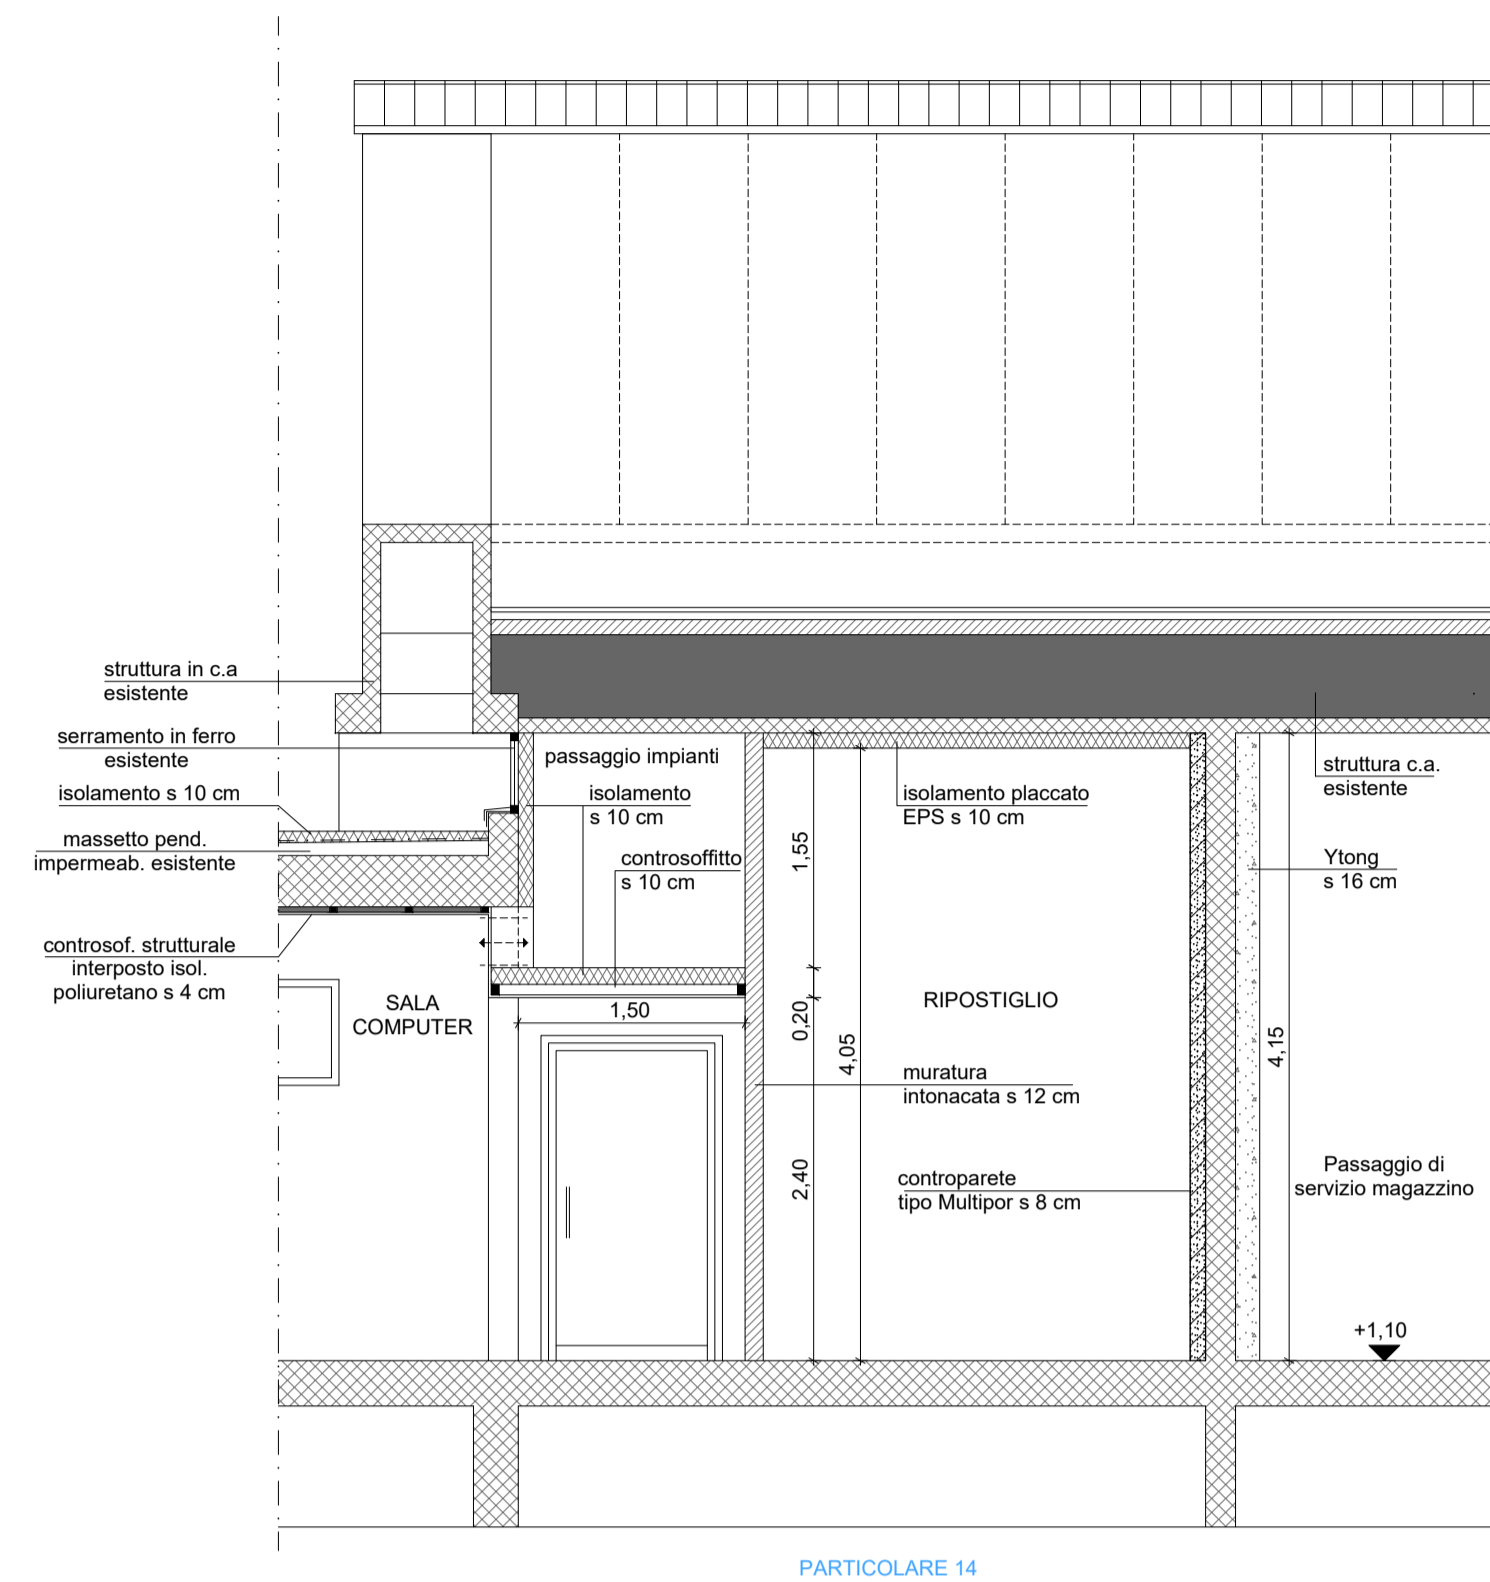 struttura in c.a
esistente
serramento in ferro
esistente
isolamento s 10 cm
massetto pend.
impermeab. esistente
controsof. strutturale
interposto isol.
poliuretano s 4 cm
SALA
COMPUTER
passaggio impianti
isolamento
s 10 cm
controsoffitto
s 10 cm
1,50
1,55
0,20
2,40
4,05
isolamento placcato
EPS s 10 cm
RIPOSTIGLIO
muratura
intonacata s 12 cm
controparete
tipo Multipor s 8 cm
struttura c.a.
esistente
Ytong
s 16 cm
4,15
Passaggio di
servizio magazzino
+1,10
PARTICOLARE 14